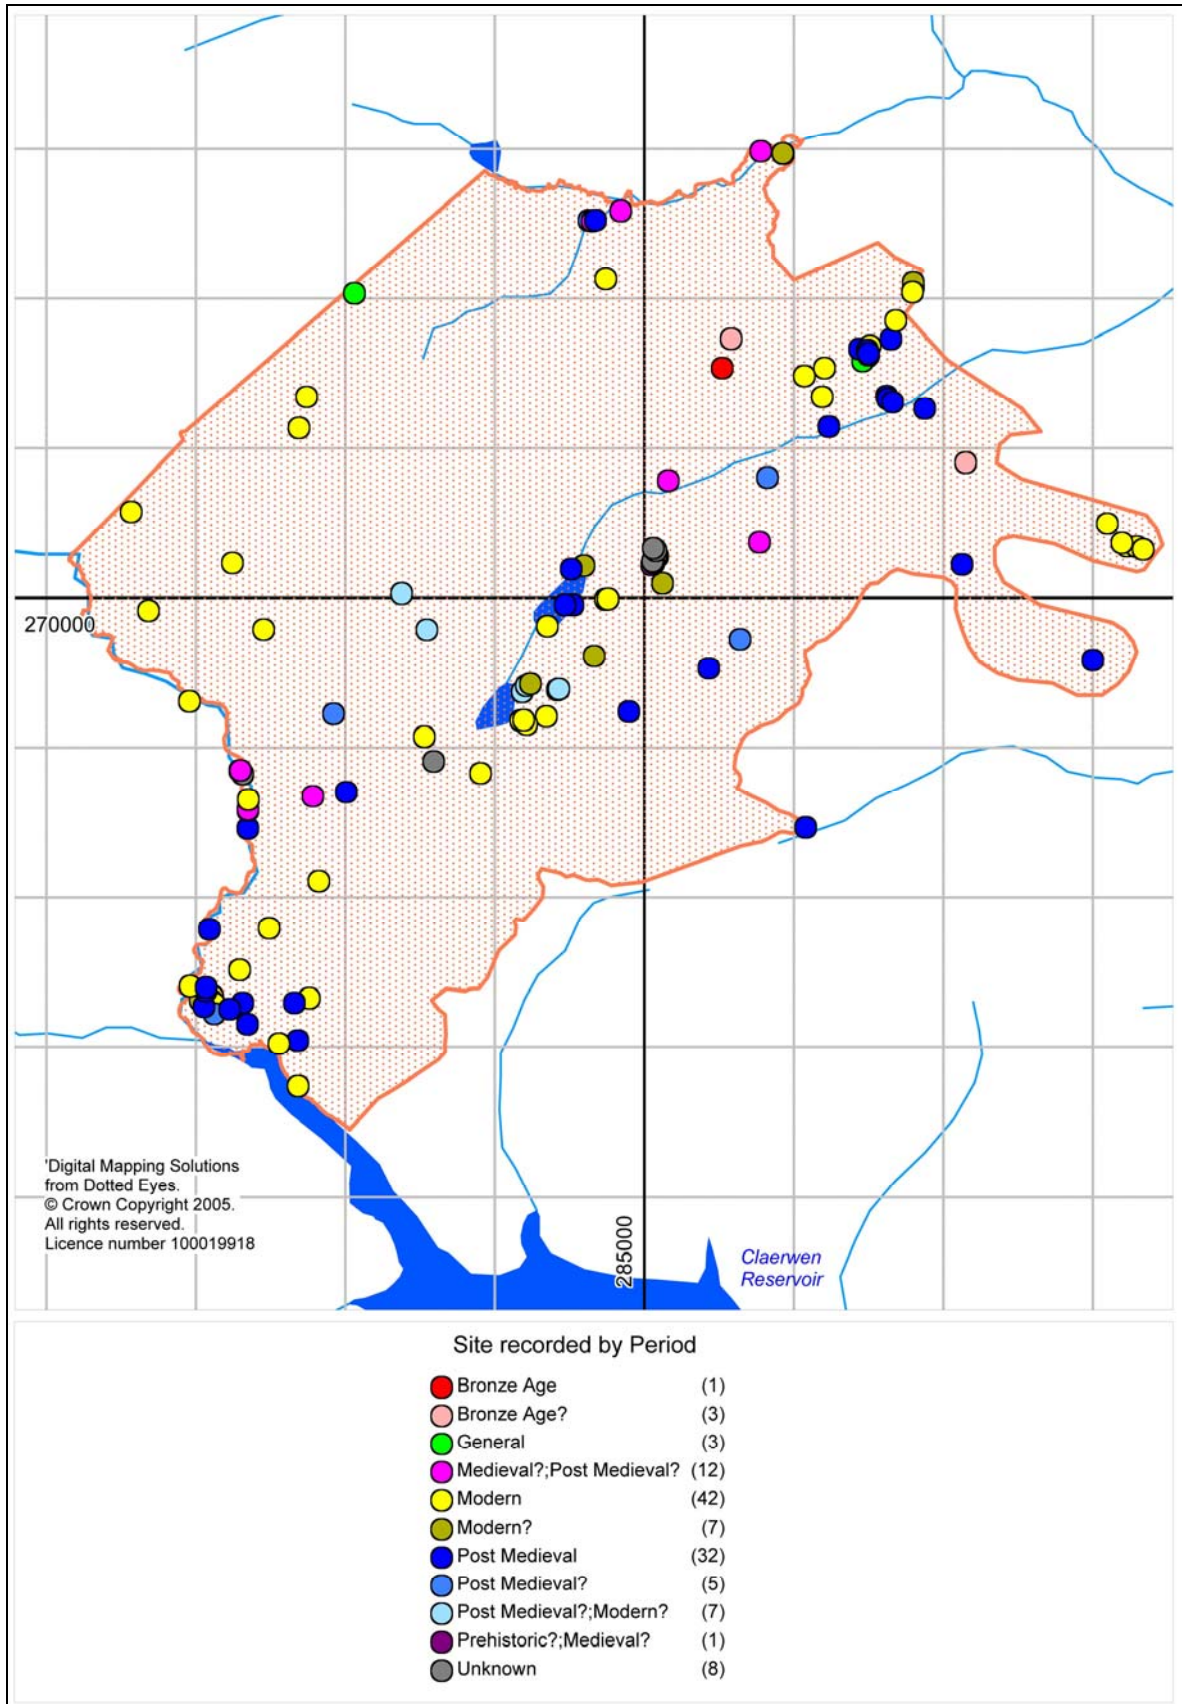 270000
'Digital Mapping Solutions
from Dotted Eyes.
© Crown Copyright 2005.
All rights reserved.
Licence number 100019918
285000
Claerwen
Reservoir
Site recorded by Period
Bronze Age (1)
Bronze Age? (3)
General (3)
Medieval?;Post Medieval? (12)
Modern (42)
Modern? (7)
Post Medieval (32)
Post Medieval? (5)
Post Medieval?;Modern? (7)
Prehistoric?;Medieval? (1)
Unknown (8)